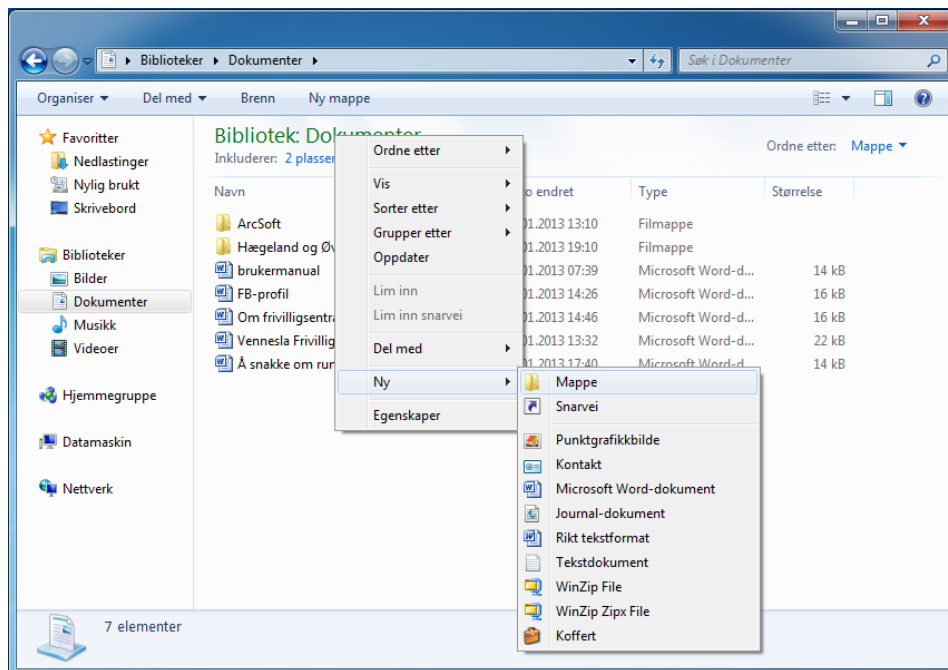 Biblioteker Dokumenter
Søk i Dokumenter
Organiser Del med Brenn Ny mappe
Favoritter
Nedlastinger
Nylig brukt
Skrivebord
Biblioteker
Bilder
Dokumenter
Musikk
Videoer
Hjemmegruppe
Datamaskin
Nettverk
Bibliotek: Dokumenter
Inkluderer: 2 plasser
Ordne etter: Mappe
Navn endret Type Størrelse
ArcSoft 01.2013 13:10 Filmappe
Hægeland og 01.2013 19:10 Filmappe
brukermanual 01.2013 07:39 Microsoft Word-d... 14 kB
FB-profil 01.2013 14:26 Microsoft Word-d... 16 kB
Om frivilligsentra 01.2013 14:46 Microsoft Word-d... 16 kB
Vennesla Frivillig 01.2013 13:32 Microsoft Word-d... 22 kB
Å snakke om 01.2013 17:40 Microsoft Word-d... 14 kB
Ordne etter
Vis
Sorter etter
Grupper etter
Oppdater
Lim inn
Lim inn snarvei
Del med
Ny
Egenskaper
Mappe
Snarvei
Punktgrafikkbilde
Kontakt
Microsoft Word-dokument
Journal-dokument
Rikt tekstformat
Tekstdokument
WinZip File
WinZip Zipx File
Koffert
7 elementer